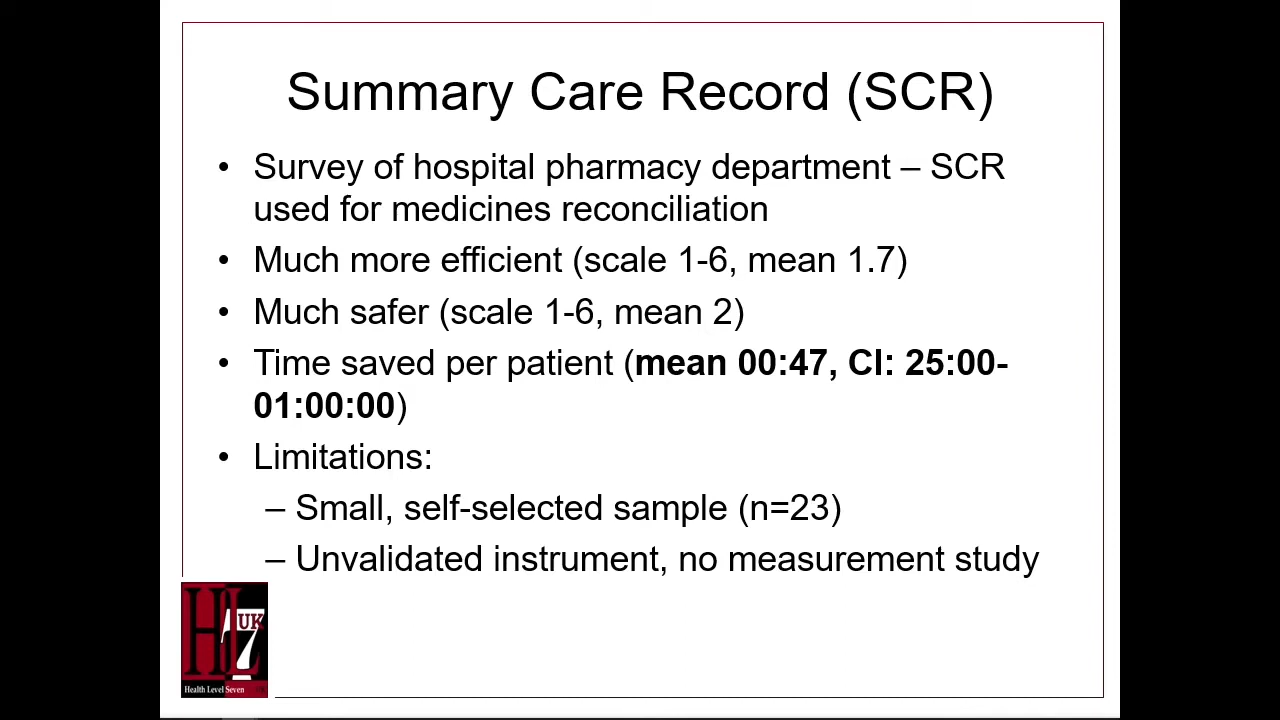 Summary Care Record (SCR)
• Survey of hospital pharmacy department – SCR
used for medicines reconciliation
• Much more efficient (scale 1-6, mean 1.7)
• Much safer (scale 1-6, mean 2)
• Time saved per patient (mean 00:47, CI: 25:00-
01:00:00)
• Limitations:
– Small, self-selected sample (n=23)
– Unvalidated instrument, no measurement study
HL7
UK
Health Level Seven UK